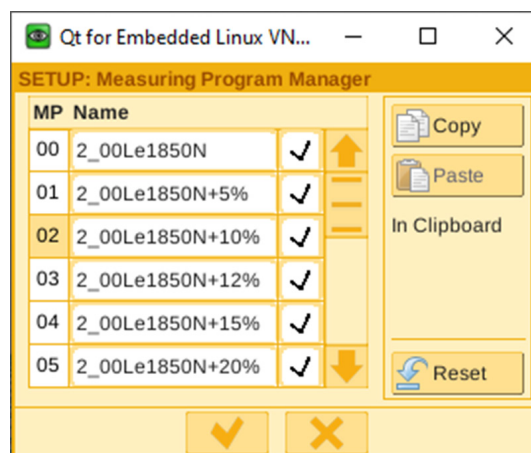 Qt for Embedded Linux VN...
SETUP: Measuring Program Manager
MP Name
00 2_00Le1850N
01 2_00Le1850N+5%
02 2_00Le1850N+10%
03 2_00Le1850N+12%
04 2_00Le1850N+15%
05 2_00Le1850N+20%
Copy
Paste
In Clipboard
Reset